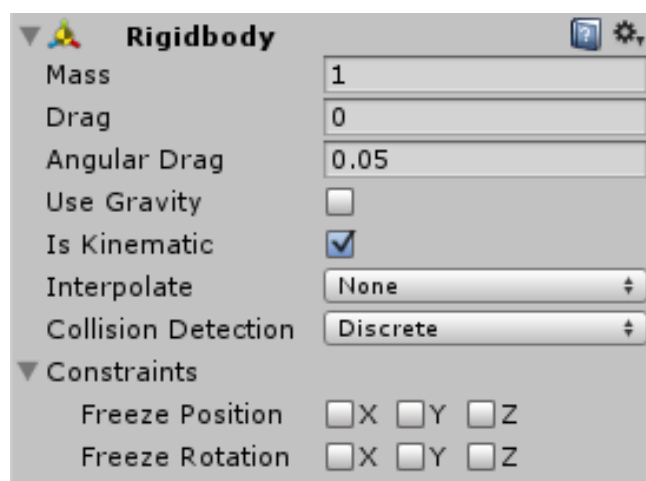 Rigidbody
Mass 1
Drag 0
Angular Drag 0.05
Use Gravity
Is Kinematic
Interpolate None
Collision Detection Discrete
Constraints
Freeze Position X Y Z
Freeze Rotation X Y Z